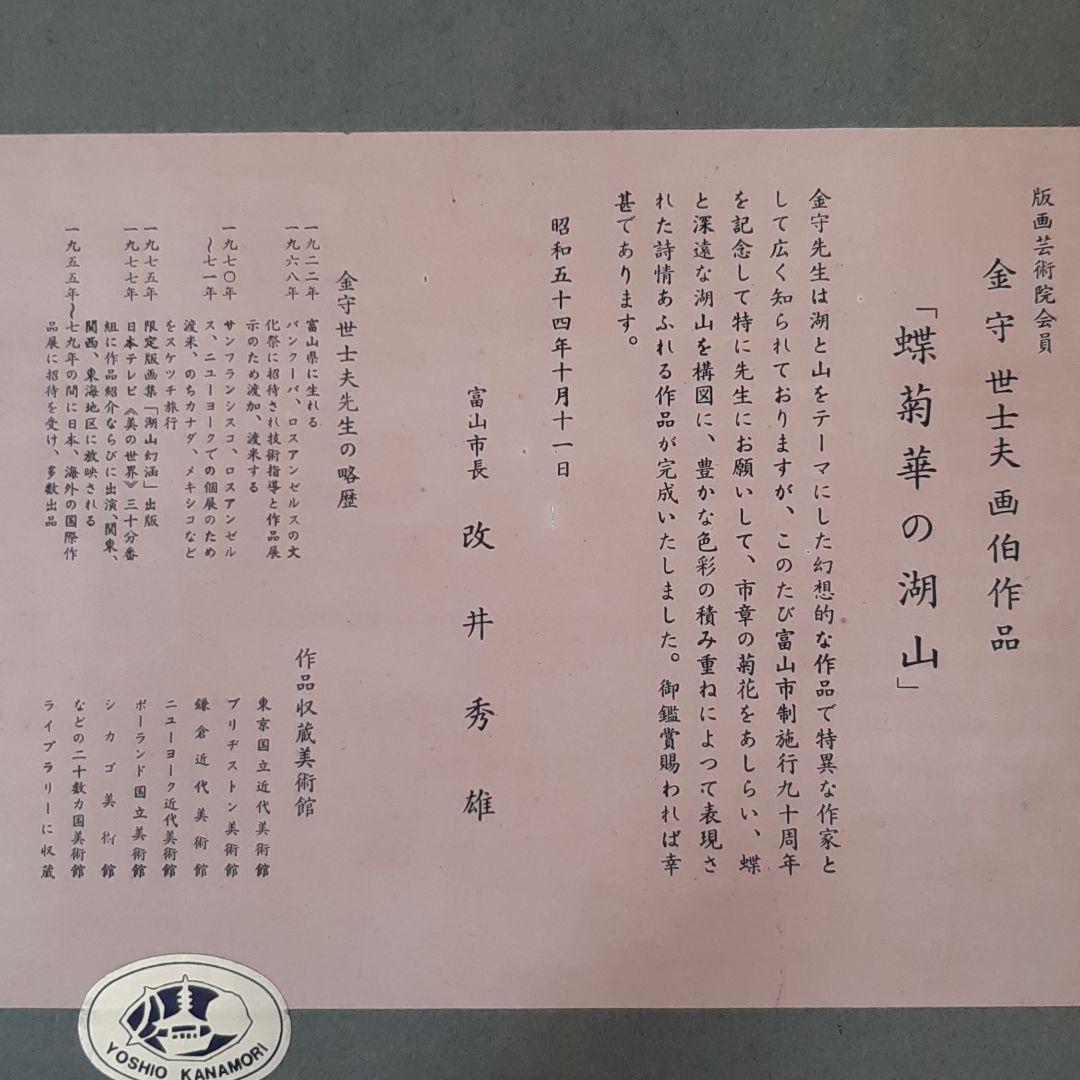 版画芸術院会員
金守世士夫画伯作品
「蝶菊華の湖山」
金守先生は湖と山をテーマにした幻想的な作品で特異な作家と
して広く知られておりますが、このたび富山市制施行九十周年
を記念して特に先生にお願いして、市章の菊花をあしらい、蝶
と深遠な湖山を構図に、豊かな色彩の積み重ねによつて表現さ
れた詩情あふれる作品が完成いたしました。御鑑賞賜われば幸
甚であります。
昭和五十四年十月十一日
富山市長 改井秀雄
金守世士夫先生の略歴
一九二二年 富山県に生れる
一九六八年 バンクーバ、ロスアンゼルスの文
化祭に招待され技術指導と作品展
示のため渡加、渡米する
一九七〇年 サンフランシスコ、ロスアンゼル
〜七一年 ス、ニューヨークでの個展のため
渡米、のちカナダ、メキシコなど
をスケツチ旅行
一九七五年 限定版画集「湖山幻涵」出版
一九七七年 日本テレビ《美の世界》三十分番
組に作品紹介ならびに出演、関東、
関西、東海地区に放映される
一九五五年〜七九年の間に日本、海外の国際作
品展に招待を受け、多数出品
作品収蔵美術館
東京国立近代美術館
ブリヂストン美術館
鎌倉近代美術館
ニューヨーク近代美術館
ポーランド国立美術館
シカゴ美術館
などの二十数カ国美術館
ライブラリーに収蔵
YOSHIO KANAMORI